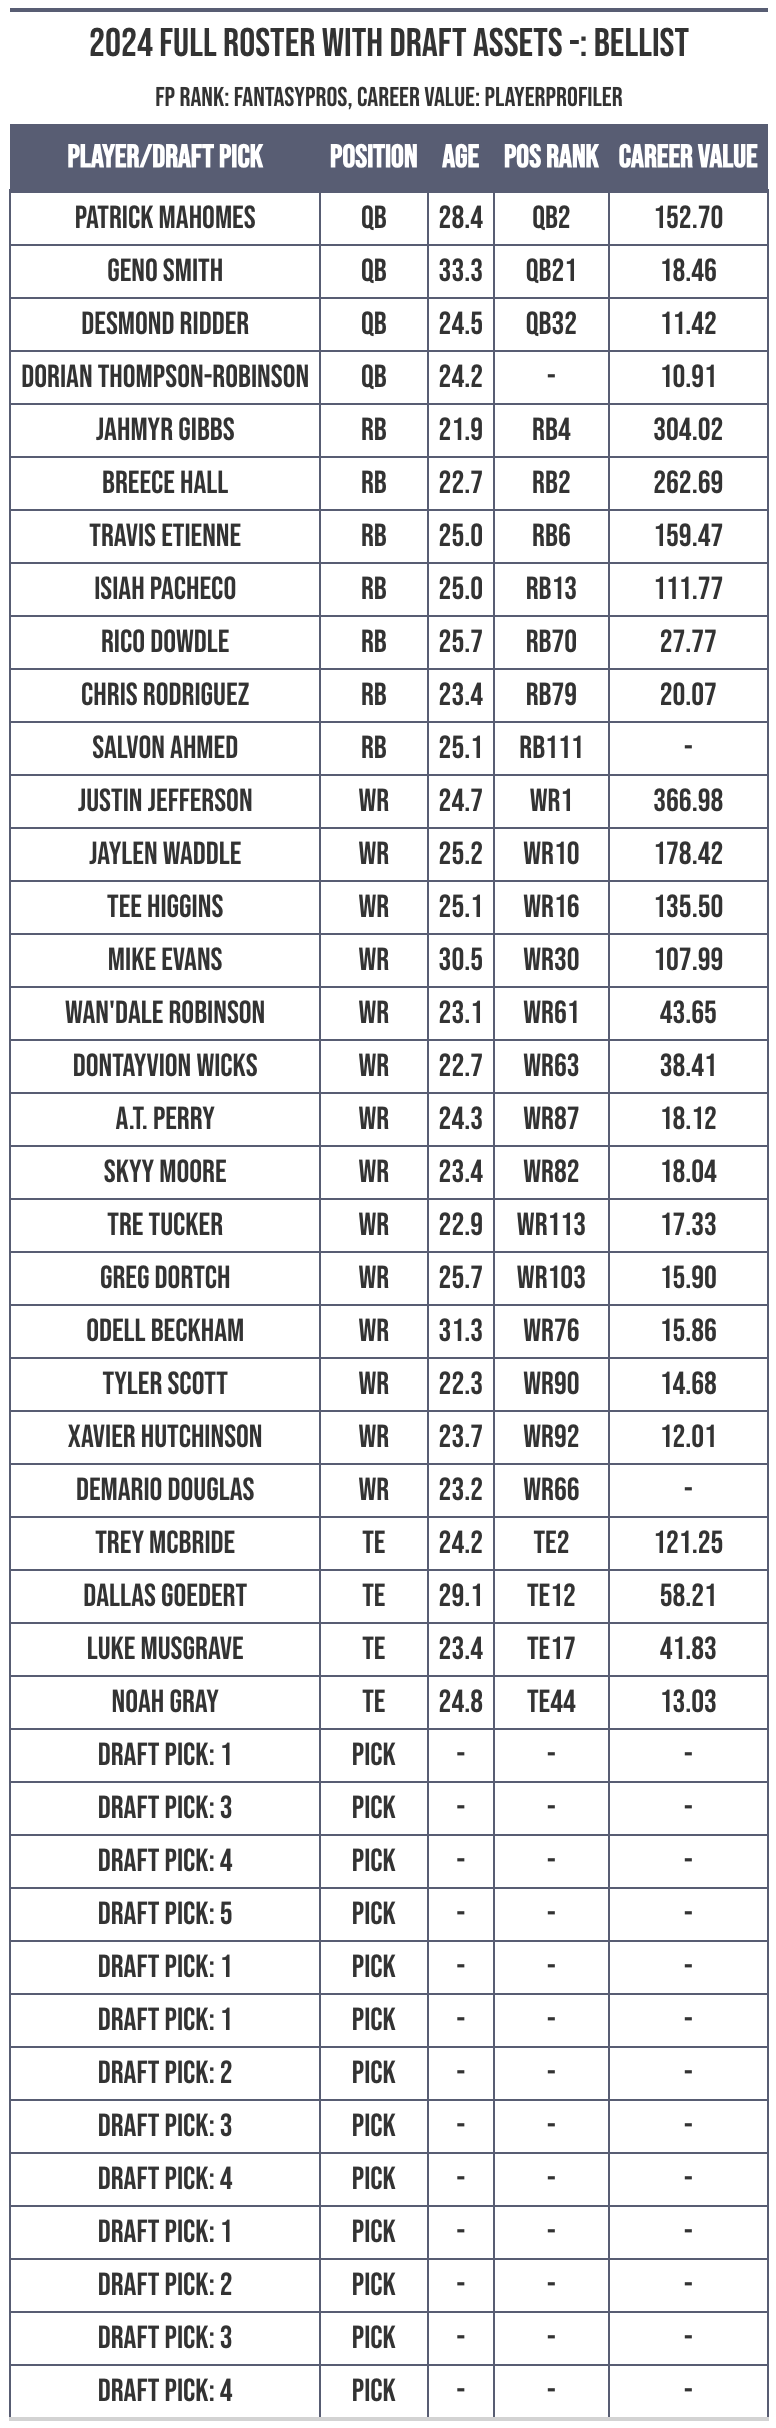 2024 FULL ROSTER WITH DRAFT ASSETS -: BELLIST
FP RANK: FANTASYPROS, CAREER VALUE: PLAYERPROFILER
PLAYER/DRAFT PICK POSITION AGE POS RANK CAREER VALUE
PATRICK MAHOMES QB 28.4 QB2 152.70
GENO SMITH QB 33.3 QB21 18.46
DESMOND RIDDER QB 24.5 QB32 11.42
DORIAN THOMPSON-ROBINSON QB 24.2 - 10.91
JAHMYR GIBBS RB 21.9 RB4 304.02
BREECE HALL RB 22.7 RB2 262.69
TRAVIS ETIENNE RB 25.0 RB6 159.47
ISIAH PACHECO RB 25.0 RB13 111.77
RICO DOWDLE RB 25.7 RB70 27.77
CHRIS RODRIGUEZ RB 23.4 RB79 20.07
SALVON AHMED RB 25.1 RB111 -
JUSTIN JEFFERSON WR 24.7 WR1 366.98
JAYLEN WADDLE WR 25.2 WR10 178.42
TEE HIGGINS WR 25.1 WR16 135.50
MIKE EVANS WR 30.5 WR30 107.99
WAN'DALE ROBINSON WR 23.1 WR61 43.65
DONTAYVION WICKS WR 22.7 WR63 38.41
A.T. PERRY WR 24.3 WR87 18.12
SKYY MOORE WR 23.4 WR82 18.04
TRE TUCKER WR 22.9 WR113 17.33
GREG DORTCH WR 25.7 WR103 15.90
ODELL BECKHAM WR 31.3 WR76 15.86
TYLER SCOTT WR 22.3 WR90 14.68
XAVIER HUTCHINSON WR 23.7 WR92 12.01
DEMARIO DOUGLAS WR 23.2 WR66 -
TREY MCBRIDE TE 24.2 TE2 121.25
DALLAS GOEDERT TE 29.1 TE12 58.21
LUKE MUSGRAVE TE 23.4 TE17 41.83
NOAH GRAY TE 24.8 TE44 13.03
DRAFT PICK: 1 PICK - - -
DRAFT PICK: 3 PICK - - -
DRAFT PICK: 4 PICK - - -
DRAFT PICK: 5 PICK - - -
DRAFT PICK: 1 PICK - - -
DRAFT PICK: 1 PICK - - -
DRAFT PICK: 2 PICK - - -
DRAFT PICK: 3 PICK - - -
DRAFT PICK: 4 PICK - - -
DRAFT PICK: 1 PICK - - -
DRAFT PICK: 2 PICK - - -
DRAFT PICK: 3 PICK - - -
DRAFT PICK: 4 PICK - - -